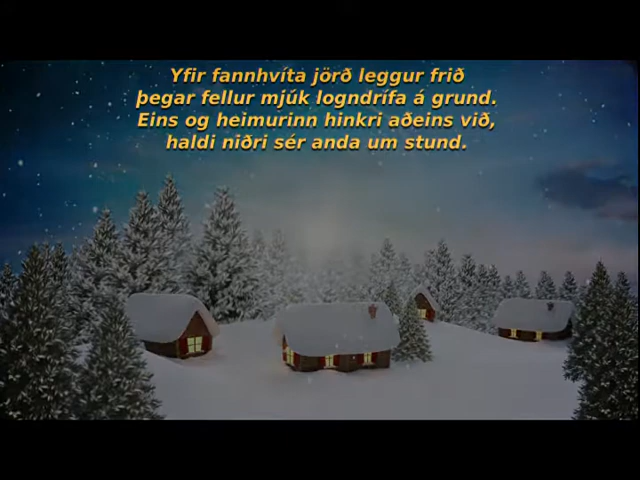 Yfir fannhvíta jörð leggur frið
þegar fellur mjúk logndrífa á grund.
Eins og heimurinn hinkri aðeins við,
haldi niðri sér anda um stund.